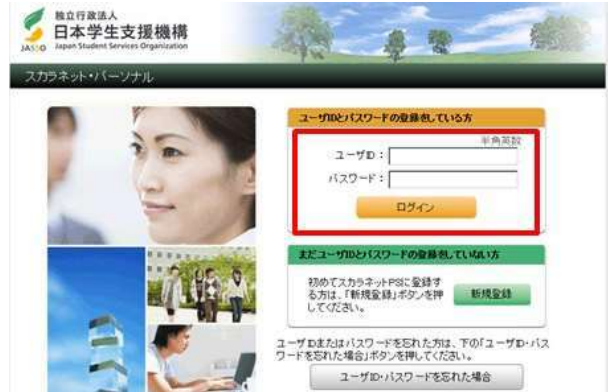 独立行政法人
日本学生支援機構
JASSO Japan Student Services Organization
スカラネット・パーソナル
ユーザIDとパスワードの登録をしている方
半角英数
ユーザID：
パスワード：
ログイン
まだユーザIDとパスワードの登録をしていない方
初めてスカラネットPSに登録す
る方は、「新規登録」ボタンを押
してください。
新規登録
ユーザIDまたはパスワードを忘れた方は、下の「ユーザID・パス
ワードを忘れた場合」ボタンを押してください。
ユーザID・パスワードを忘れた場合